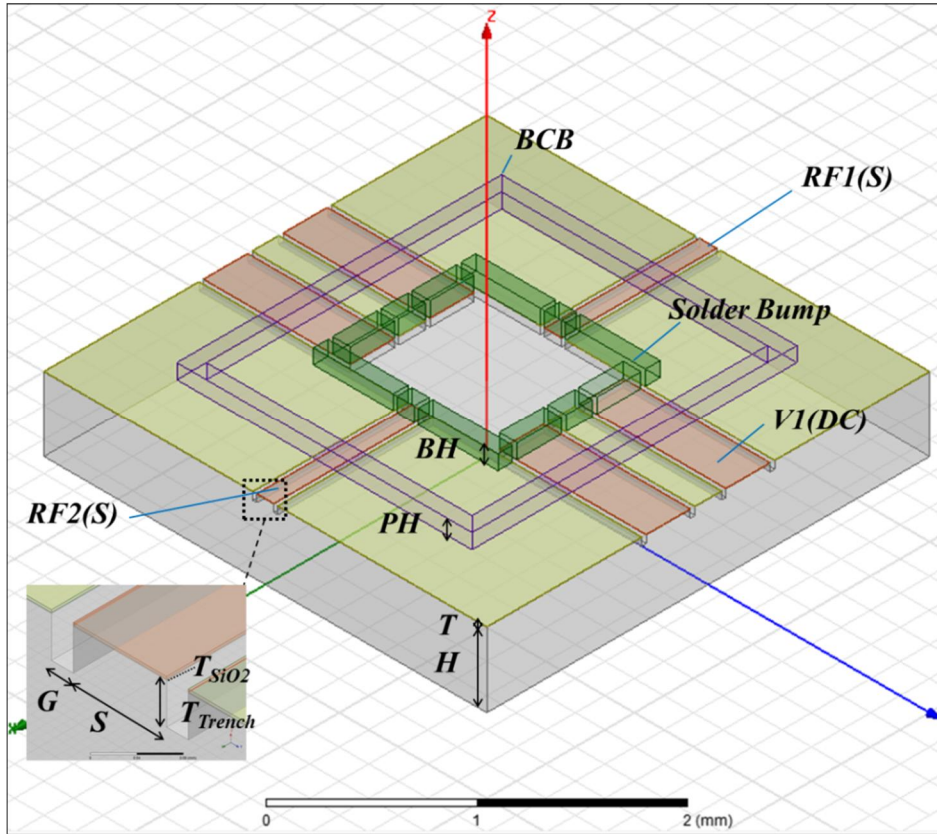 Z
BCB
RF1(S)
Solder Bump
V1(DC)
BH
RF2(S)
PH
T
H
T_SiO2
T_Trench
G
S
0
1
2 (mm)